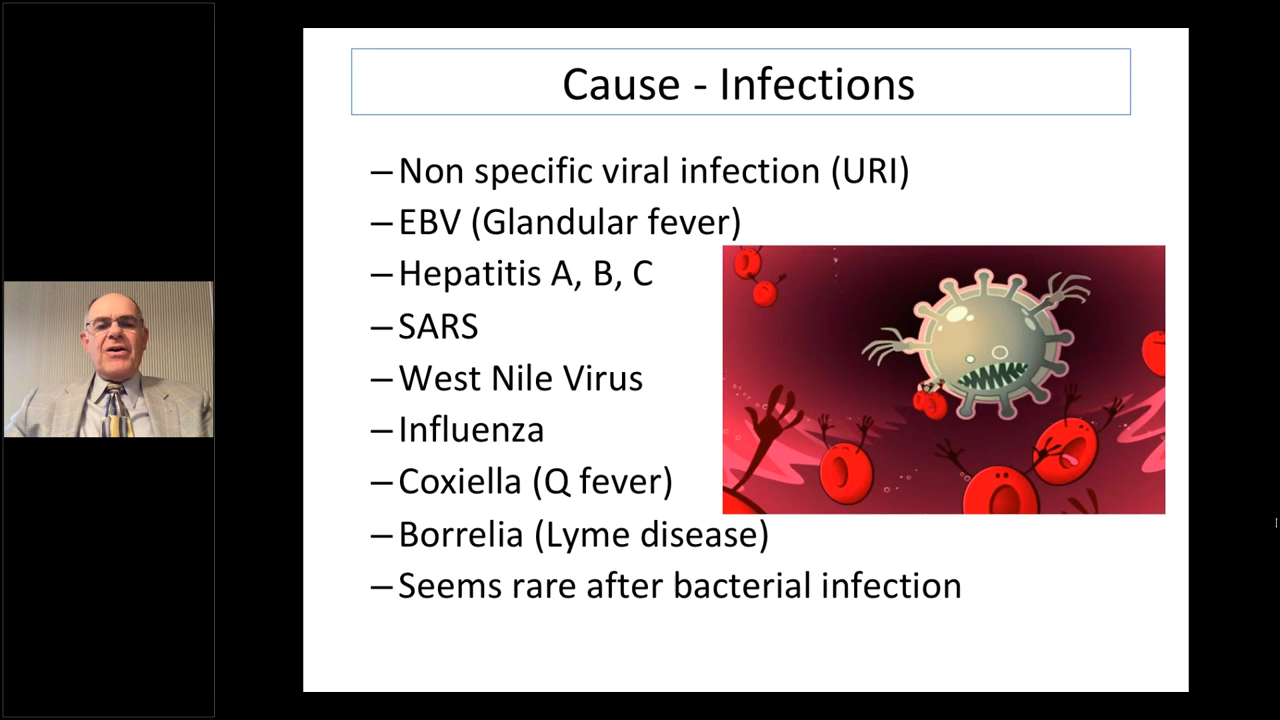 Cause - Infections
– Non specific viral infection (URI)
– EBV (Glandular fever)
– Hepatitis A, B, C
– SARS
– West Nile Virus
– Influenza
– Coxiella (Q fever)
– Borrelia (Lyme disease)
– Seems rare after bacterial infection